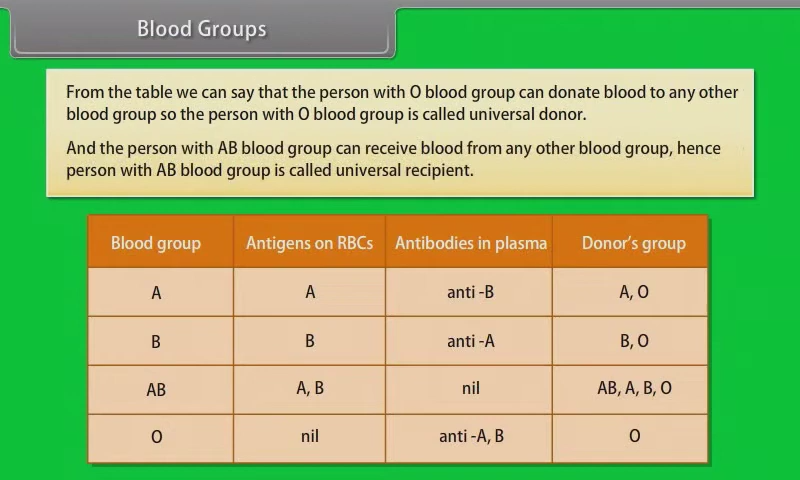 Blood Groups
From the table we can say that the person with O blood group can donate blood to any other
blood group so the person with O blood group is called universal donor.
And the person with AB blood group can receive blood from any other blood group, hence
person with AB blood group is called universal recipient.
Blood group Antigens on RBCs Antibodies in plasma Donor's group
A A anti -B A, O
B B anti -A B, O
AB A, B nil AB, A, B, O
O nil anti -A, B O